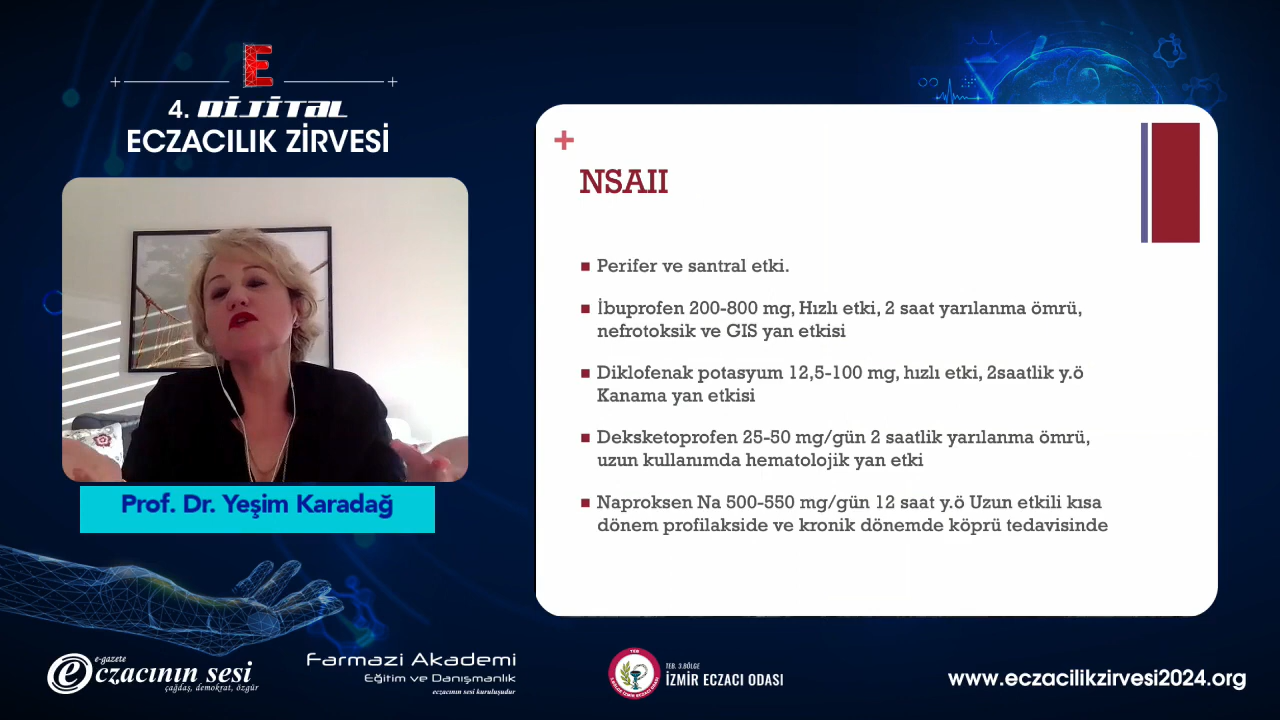 E
4. DİJİTAL
ECZACILIK ZİRVESİ
Prof. Dr. Yeşim Karadağ
+
NSAII
■ Perifer ve santral etki.
■ İbuprofen 200-800 mg, Hızlı etki, 2 saat yarılanma ömrü,
nefrotoksik ve GIS yan etkisi
■ Diklofenak potasyum 12,5-100 mg, hızlı etki, 2saatlik y.ö
Kanama yan etkisi
■ Deksketoprofen 25-50 mg/gün 2 saatlik yarılanma ömrü,
uzun kullanımda hematolojik yan etki
■ Naproksen Na 500-550 mg/gün 12 saat y.ö Uzun etkili kısa
dönem profilakside ve kronik dönemde köprü tedavisinde
e-gazete
eczacının sesi
çağdaş, demokrat, özgür
Farmazi Akademi
Eğitim ve Danışmanlık
eczacının sesi kuruluşudur
TEB
TEB. 3.BÖLGE
İZMİR ECZACI ODASI
www.eczacilikzirvesi2024.org